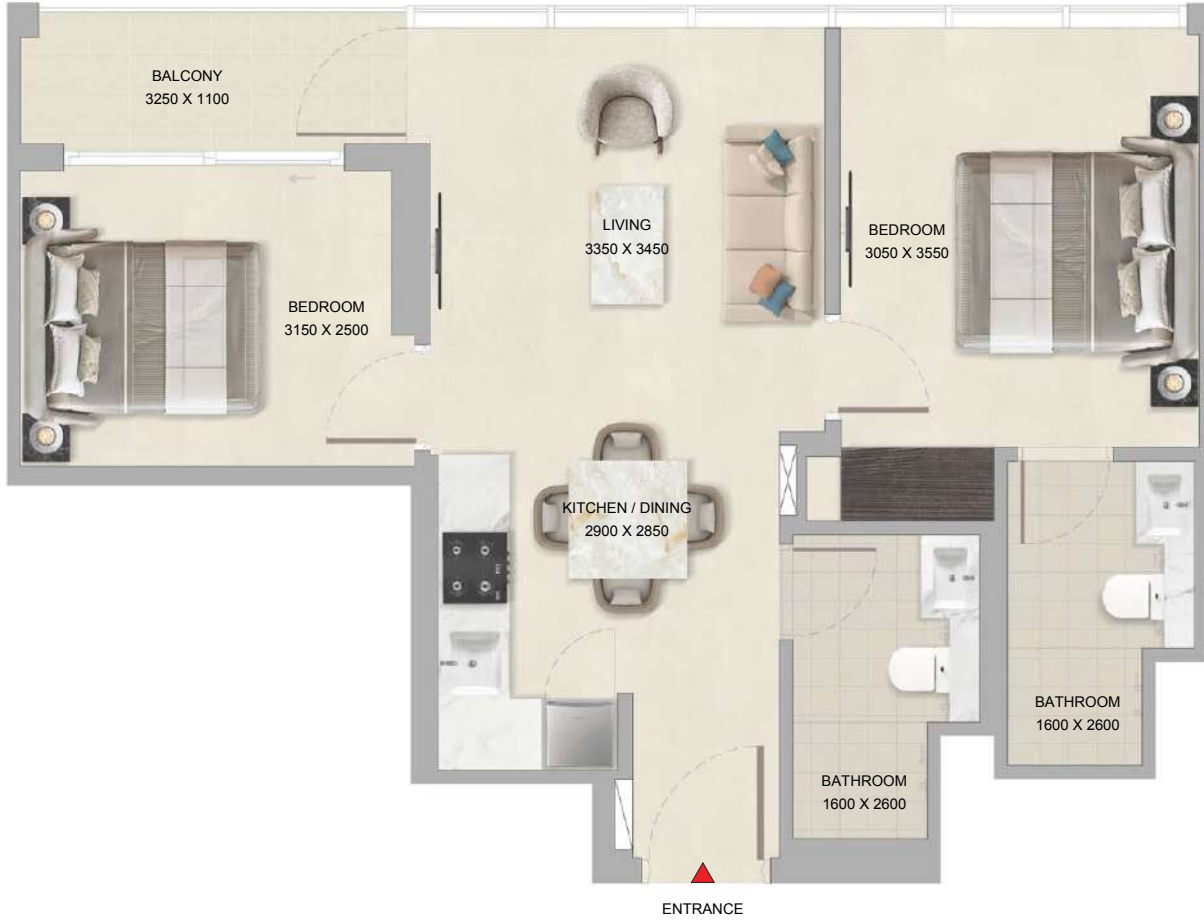 BALCONY
3250 X 1100
LIVING
3350 X 3450
BEDROOM
3050 X 3550
BEDROOM
3150 X 2500
KITCHEN / DINING
2900 X 2850
BATHROOM
1600 X 2600
BATHROOM
1600 X 2600
ENTRANCE